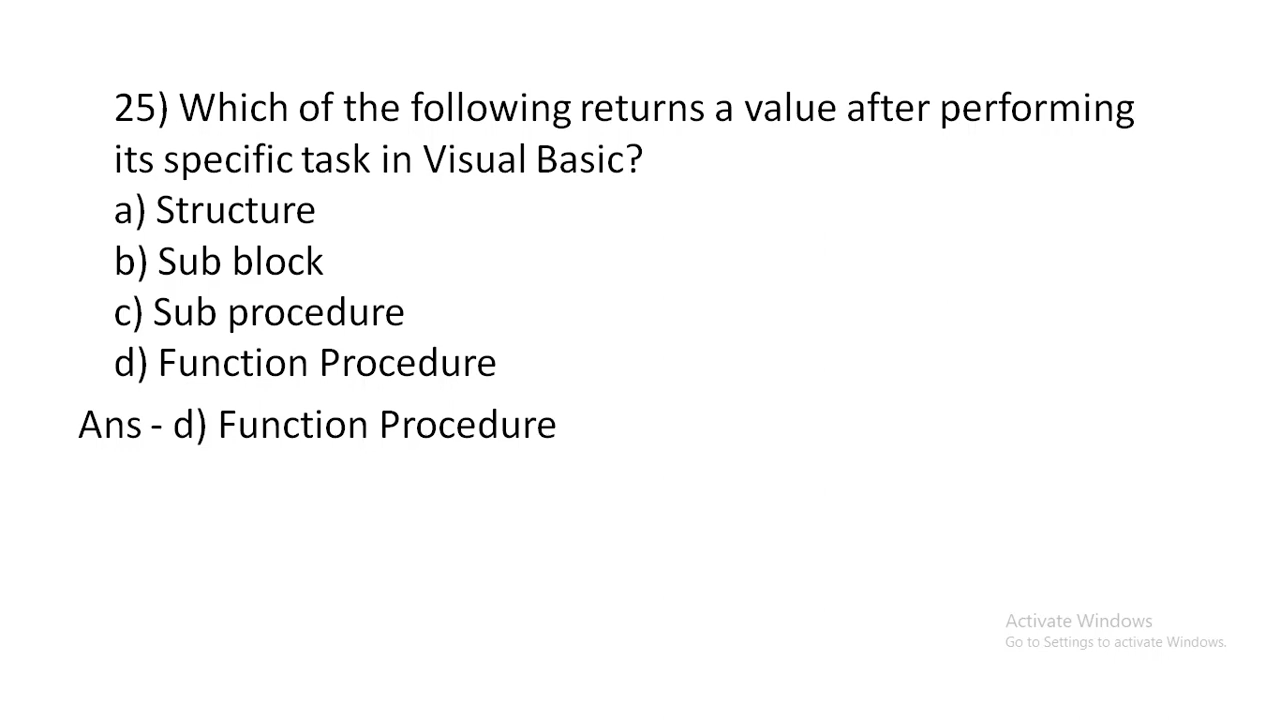 25) Which of the following returns a value after performing
its specific task in Visual Basic?
a) Structure
b) Sub block
c) Sub procedure
d) Function Procedure
Ans - d) Function Procedure
Activate Windows
Go to Settings to activate Windows.